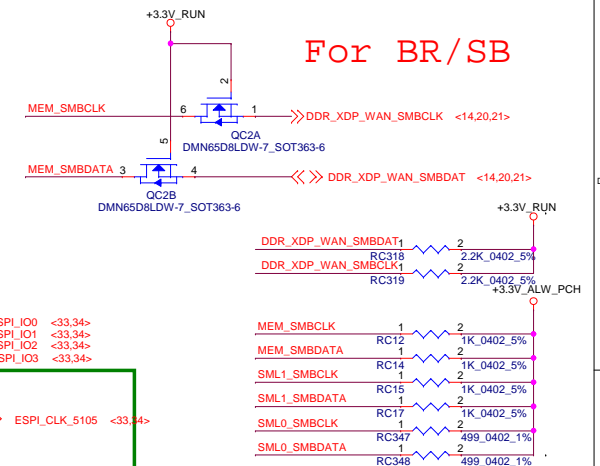 +3.3V_RUN
For BR/SB
2
MEM_SMBCLK 6 1 DDR_XDP_WAN_SMBCLK <14,20,21>
QC2A
DMN65D8LDW-7_SOT363-6
5
MEM_SMBDATA 3 4 DDR_XDP_WAN_SMBDAT <14,20,21>
QC2B
DMN65D8LDW-7_SOT363-6
+3.3V_RUN
DDR_XDP_WAN_SMBDAT 1 2
RC318 2.2K_0402_5%
DDR_XDP_WAN_SMBCLK 1 2
RC319 2.2K_0402_5%
+3.3V_ALW_PCH
SPI_IO0 <33,34>
SPI_IO1 <33,34>
SPI_IO2 <33,34>
SPI_IO3 <33,34>
MEM_SMBCLK 1 2
RC12 1K_0402_5%
MEM_SMBDATA 1 2
RC14 1K_0402_5%
SML1_SMBCLK 1 2
RC15 1K_0402_5%
SML1_SMBDATA 1 2
RC17 1K_0402_5%
ESPI_CLK_5105 <33,34>
SML0_SMBCLK 1 2
RC347 499_0402_1%
SML0_SMBDATA 1 2
RC348 499_0402_1%